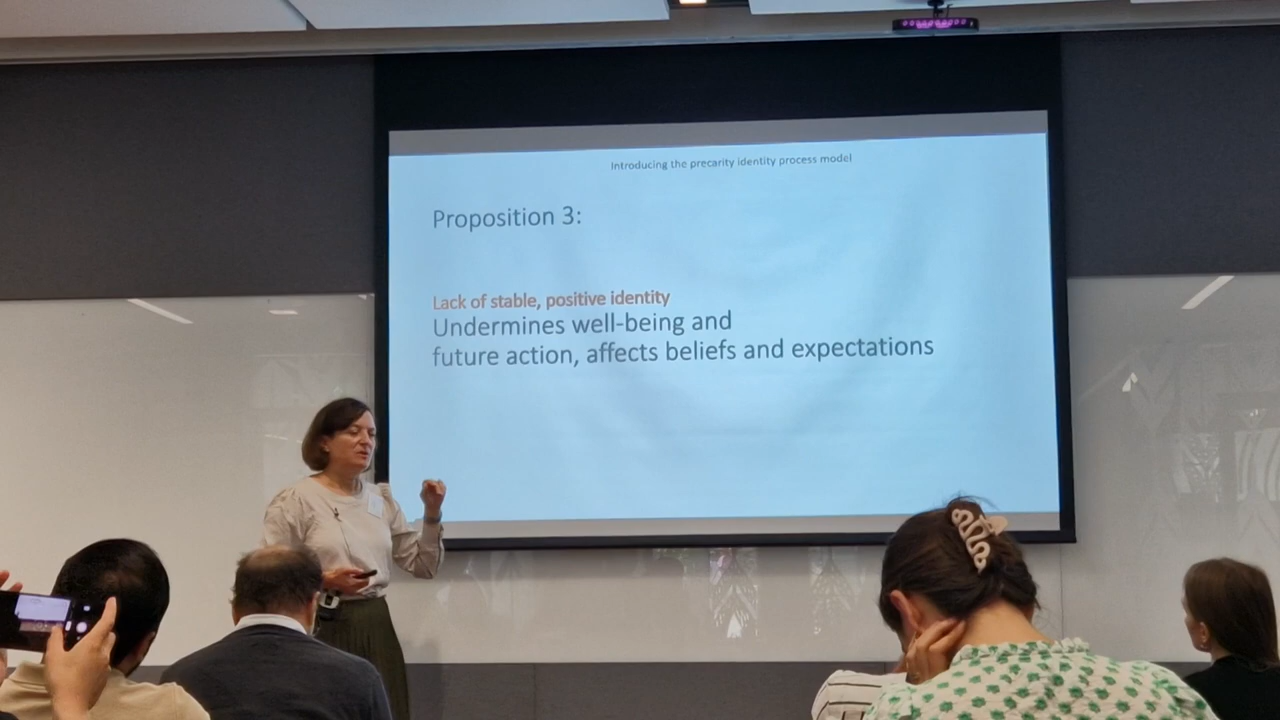 Introducing the precarity identity process model
Proposition 3:
Lack of stable, positive identity
Undermines well-being and
future action, affects beliefs and expectations